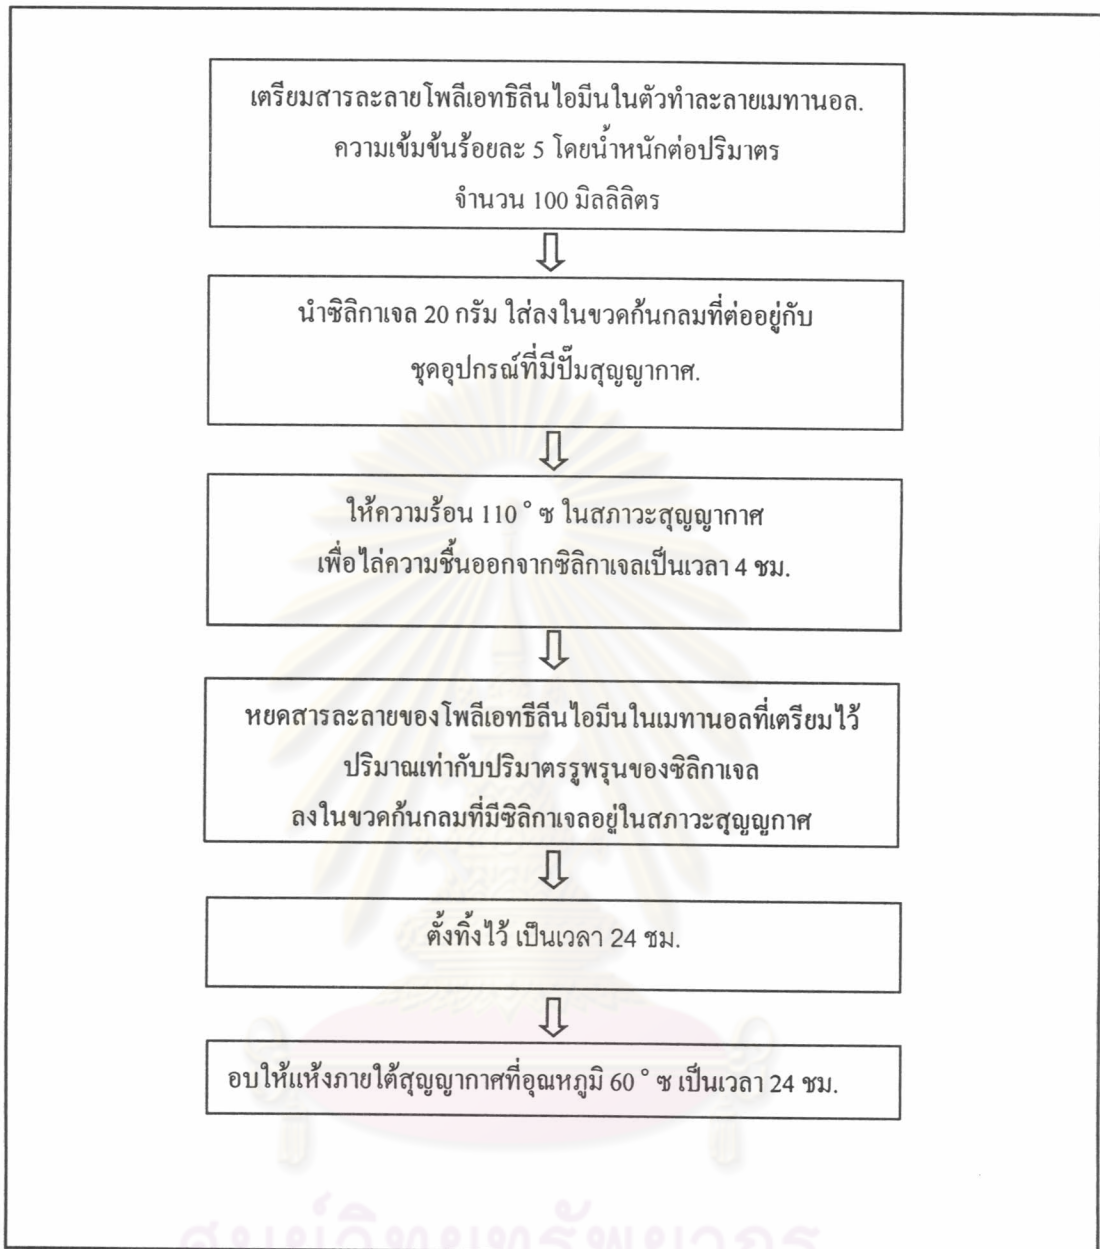 เตรียมสารละลายโพลีเอทธิลีนไอมีนในตัวทำละลายเมทานอล.
ความเข้มข้นร้อยละ 5 โดยน้ำหนักต่อปริมาตร
จำนวน 100 มิลลิลิตร
นำซิลิกาเจล 20 กรัม ใส่ลงในขวดก้นกลมที่ต่ออยู่กับ
ชุดอุปกรณ์ที่มีปั๊มสุญญากาศ.
ให้ความร้อน 110 ° ซ ในสภาวะสุญญากาศ
เพื่อไล่ความชื้นออกจากซิลิกาเจลเป็นเวลา 4 ชม.
หยดสารละลายของโพลีเอทธีลีนไอมีนในเมทานอลที่เตรียมไว้
ปริมาณเท่ากับปริมาตรรูพรุนของซิลิกาเจล
ลงในขวดก้นกลมที่มีซิลิกาเจลอยู่ในสภาวะสุญญกาศ
ตั้งทิ้งไว้ เป็นเวลา 24 ชม.
อบให้แห้งภายใต้สุญญากาศที่อุณหภูมิ 60 ° ซ เป็นเวลา 24 ชม.
ศูนย์วิทยทรัพยากร